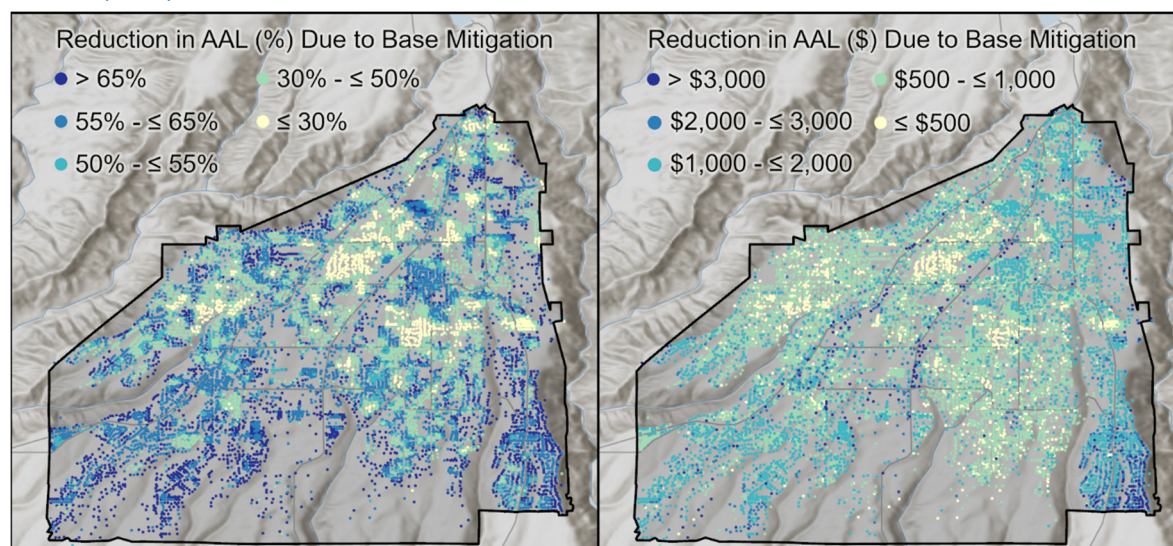 Reduction in AAL (%) Due to Base Mitigation
> 65%
30% - ≤ 50%
55% - ≤ 65%
≤ 30%
50% - ≤ 55%
Reduction in AAL ($) Due to Base Mitigation
> $3,000
$500 - ≤ 1,000
$2,000 - ≤ 3,000
≤ $500
$1,000 - ≤ 2,000